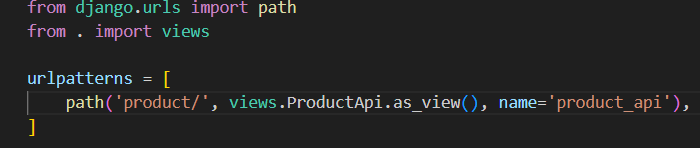 from django.urls import path
from . import views
urlpatterns = [
path('product/', views.ProductApi.as_view(), name='product_api'),
]